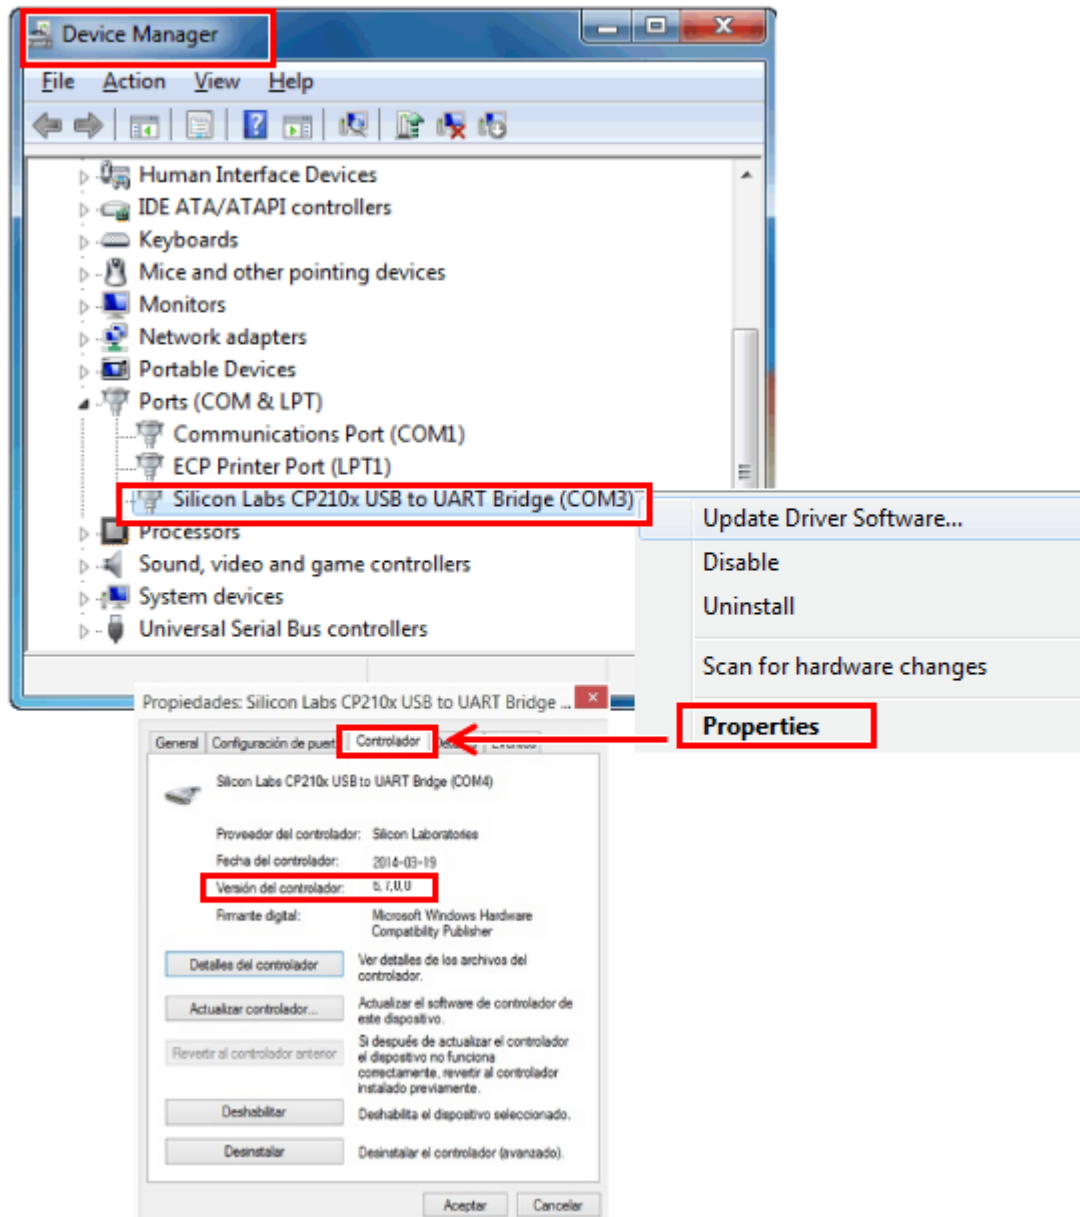 Device Manager
File Action View Help
Human Interface Devices
IDE ATA/ATAPI controllers
Keyboards
Mice and other pointing devices
Monitors
Network adapters
Portable Devices
Ports (COM & LPT)
Communications Port (COM1)
ECP Printer Port (LPT1)
Silicon Labs CP210x USB to UART Bridge (COM3)
Processors
Sound, video and game controllers
System devices
Universal Serial Bus controllers
Update Driver Software...
Disable
Uninstall
Scan for hardware changes
Properties
Propiedades: Silicon Labs CP210x USB to UART Bridge ...
General Configuración de puert Controlador
Silicon Labs CP210x USB to UART Bridge (COM4)
Proveedor del controlador: Silicon Laboratories
Fecha del controlador: 2014-03-19
Versión del controlador: 6,7,0,0
Firmante digital: Microsoft Windows Hardware
Compatibility Publisher
Detalles del controlador
Ver detalles de los archivos del
controlador.
Actualizar controlador...
Actualizar el software de controlador de
este dispositivo.
Revertir al controlador anterior
Si después de actualizar el controlador
el dispositivo no funciona
correctamente, revertir al controlador
instalado previamente.
Deshabilitar
Deshabilita el dispositivo seleccionado.
Desinstalar
Desinstalar el controlador (avanzado).
Aceptar Cancelar